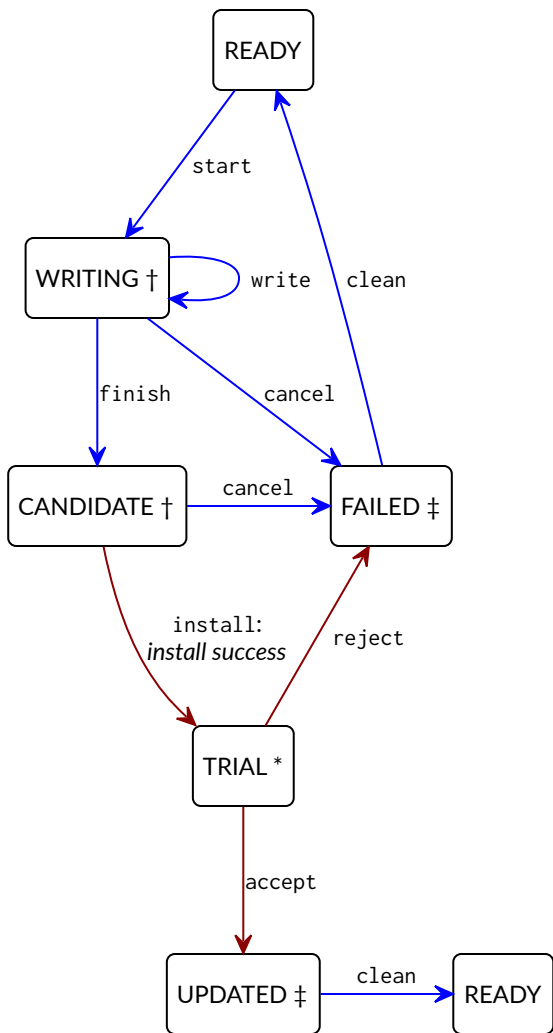 READY
start
WRITING †
write
clean
finish
cancel
CANDIDATE †
cancel
FAILED ‡
install:
install success
reject
TRIAL *
accept
UPDATED ‡
clean
READY